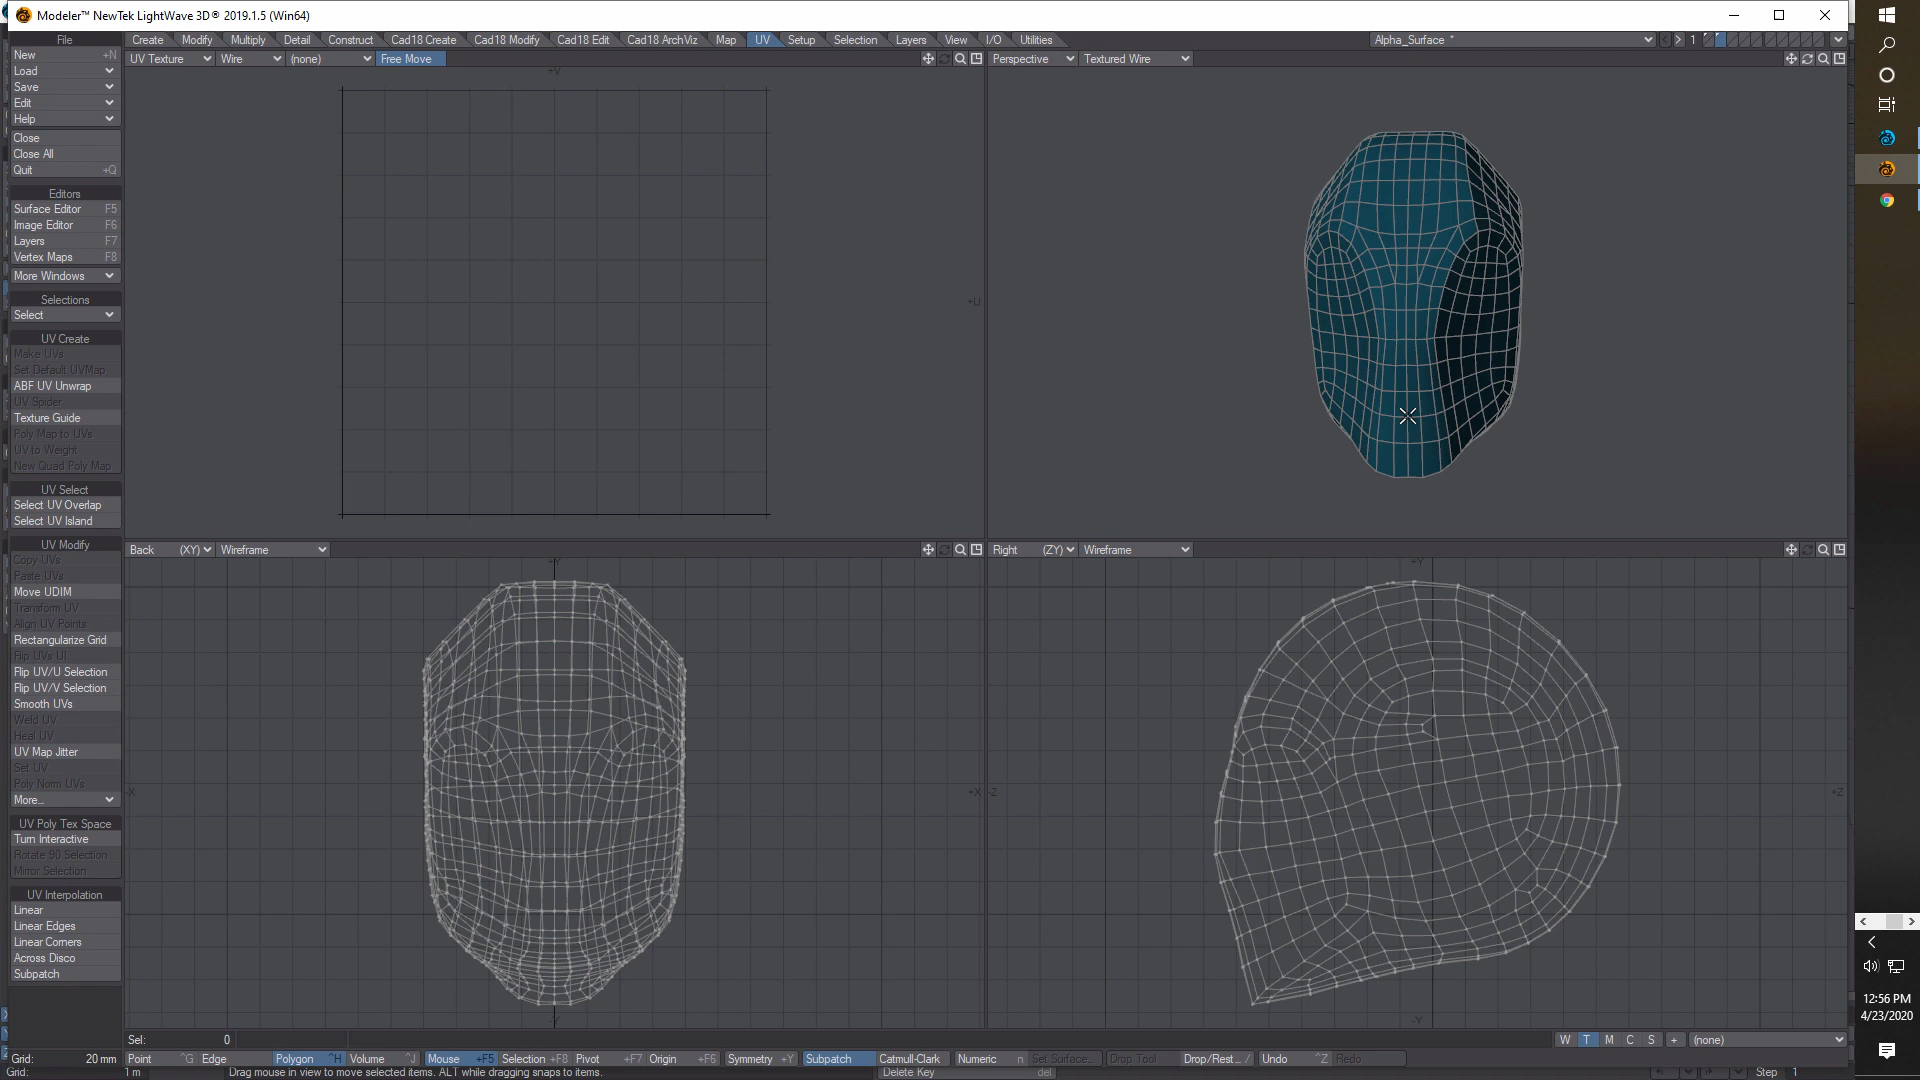 Modeler™ NewTek LightWave 3D® 2019.1.5 (Win64)
File Create Modify Multiply Detail Construct Cad18 Create Cad18 Modify Cad18 Edit Cad18 ArchViz Map UV Setup Selection Layers View I/O Utilities Alpha_Surface * 1
New +N
Load
Save
Edit
Help
Close
Close All
Quit +Q
Editors
Surface Editor F5
Image Editor F6
Layers F7
Vertex Maps F8
More Windows
Selections
Select
UV Create
Make UVs
Set Default UVMap
ABF UV Unwrap
UV Spider
Texture Guide
Poly Map to UVs
UV to Weight
New Quad Poly Map
UV Select
Select UV Overlap
Select UV Island
UV Modify
Copy UVs
Paste UVs
Move UDIM
Transform UV
Align UV Points
Rectangularize Grid
Flip UVs UI
Flip UV/U Selection
Flip UV/V Selection
Smooth UVs
Weld UV
Heal UV
UV Map Jitter
Set UV
Poly Norm UVs
More...
UV Poly Tex Space
Turn Interactive
Rotate 90 Selection
Mirror Selection
UV Interpolation
Linear
Linear Edges
Linear Corners
Across Disco
Subpatch
UV Texture Wire (none) Free Move
+V
+U
Perspective Textured Wire
Back (XY) Wireframe
+Y
-X
+X
-Y
Right (ZY) Wireframe
+Y
-Z
+Z
-Y
Sel: 0
W T M C S + (none)
Grid: 20 mm Point ^G Edge Polygon ^H Volume ^J Mouse +F5 Selection +F8 Pivot +F7 Origin +F6 Symmetry +Y Subpatch Catmull-Clark Numeric n Set Surface... Drop Tool Drop/Rest... / Undo ^Z Redo
Grid: 1 m Drag mouse in view to move selected items. ALT while dragging snaps to items. Delete Key del Step 1
12:56 PM
4/23/2020